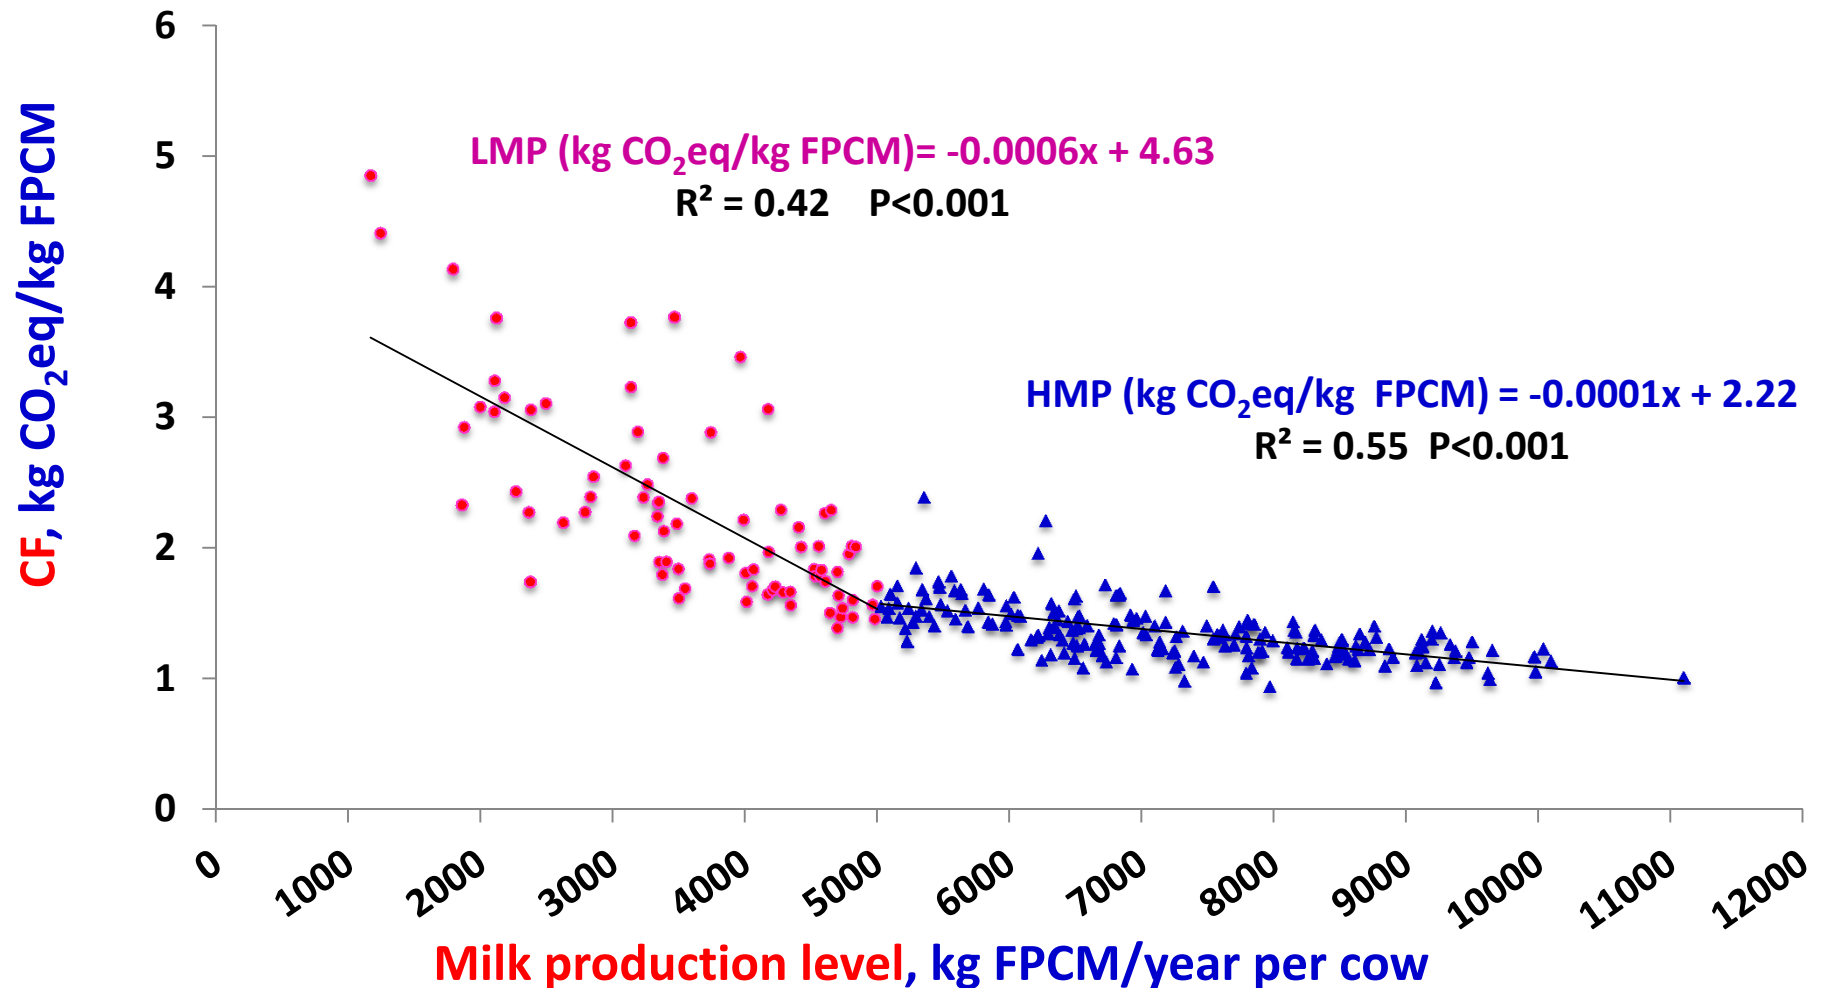 6
5
4
3
2
1
0
CF, kg CO₂eq/kg FPCM
LMP (kg CO₂eq/kg FPCM)= -0.0006x + 4.63
R² = 0.42 P<0.001
HMP (kg CO₂eq/kg FPCM) = -0.0001x + 2.22
R² = 0.55 P<0.001
0 1000 2000 3000 4000 5000 6000 7000 8000 9000 10000 11000 12000
Milk production level, kg FPCM/year per cow